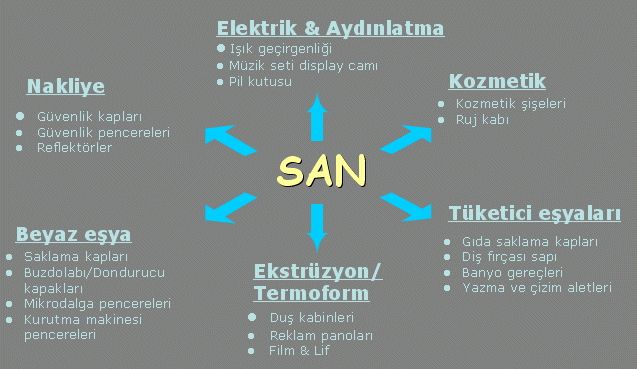 Elektrik & Aydınlatma
● Işık geçirgenliği
● Müzik seti display camı
● Pil kutusu
Nakliye
● Güvenlik kapları
● Güvenlik pencereleri
● Reflektörler
Kozmetik
● Kozmetik şişeleri
● Ruj kabı
SAN
Beyaz eşya
● Saklama kapları
● Buzdolabı/Dondurucu
kapakları
● Mikrodalga pencereleri
● Kurutma makinesi
pencereleri
Ekstrüzyon/
Termoform
● Duş kabinleri
● Reklam panoları
● Film & Lif
Tüketici eşyaları
● Gıda saklama kapları
● Diş fırçası sapı
● Banyo gereçleri
● Yazma ve çizim aletleri